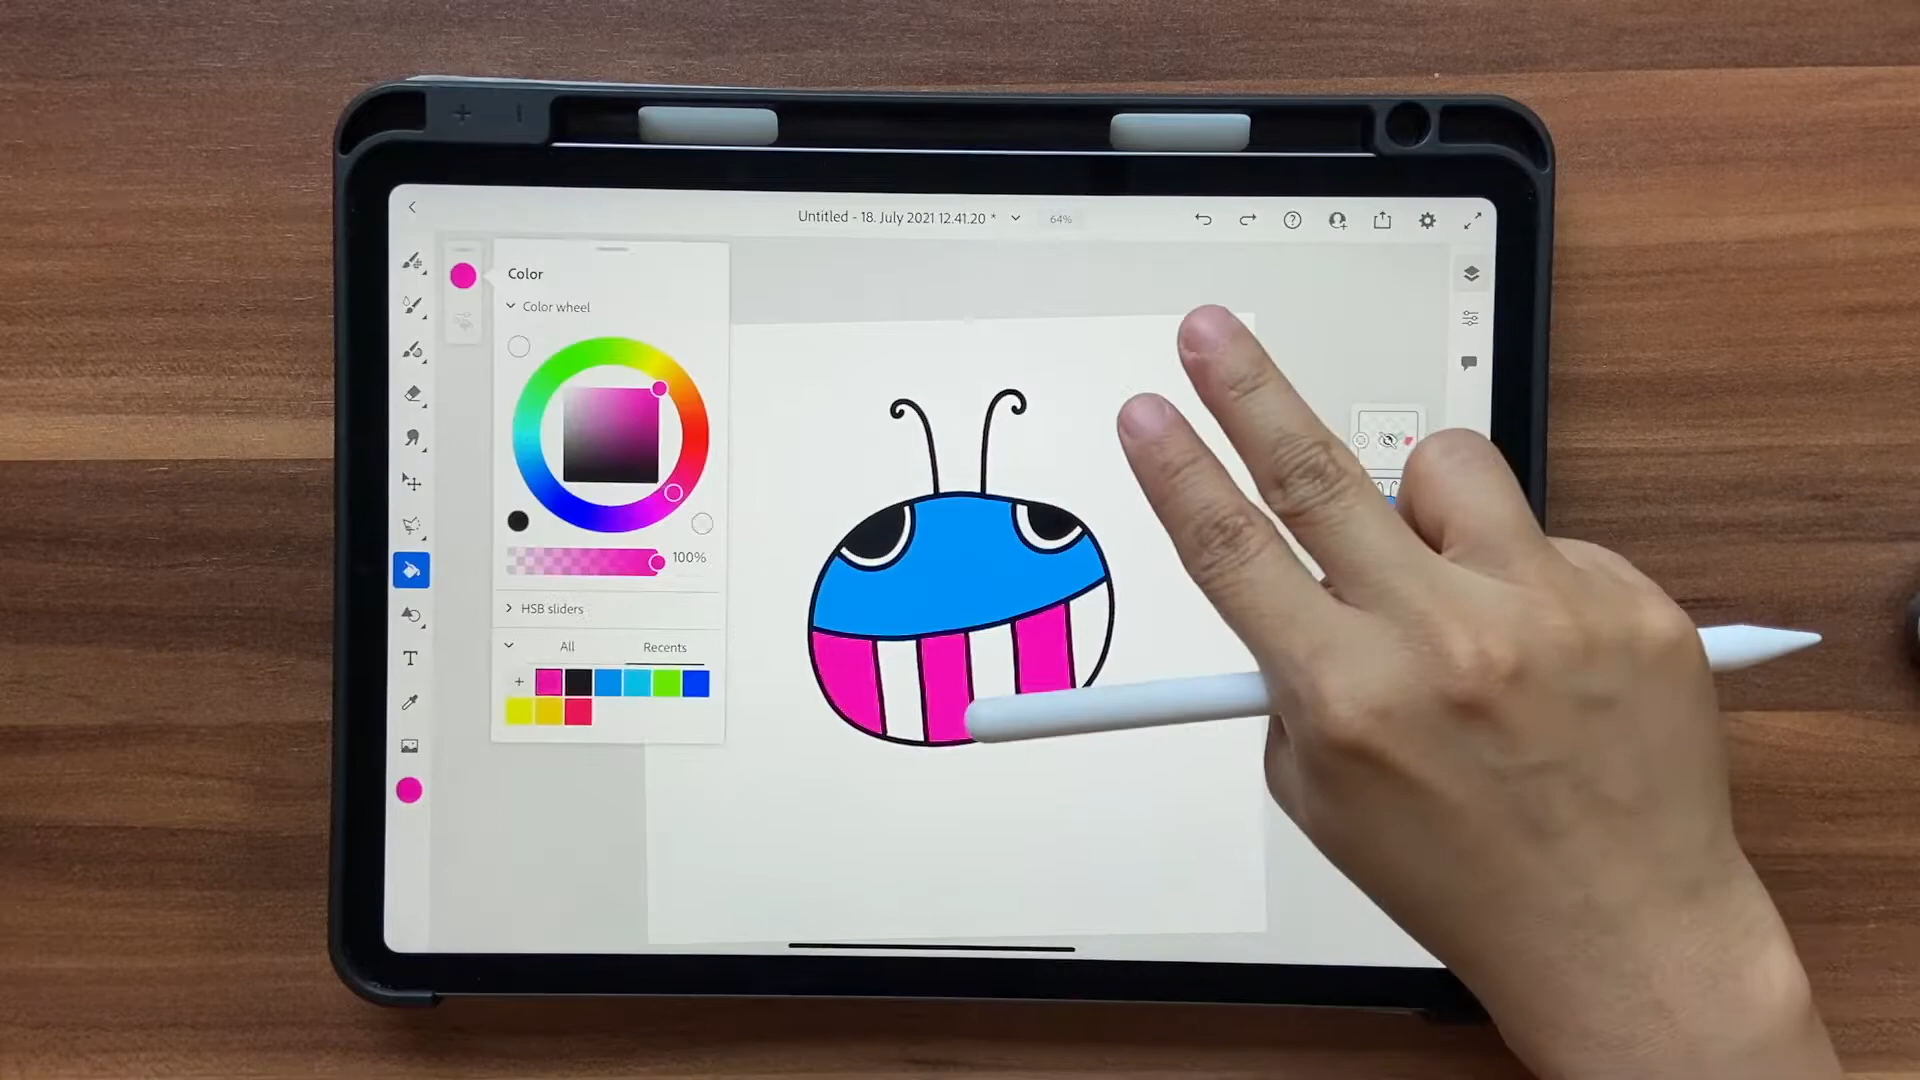 Untitled - 18. July 2021 12.41.20 *
64%
Color
Color wheel
100%
HSB sliders
All
Recents
T